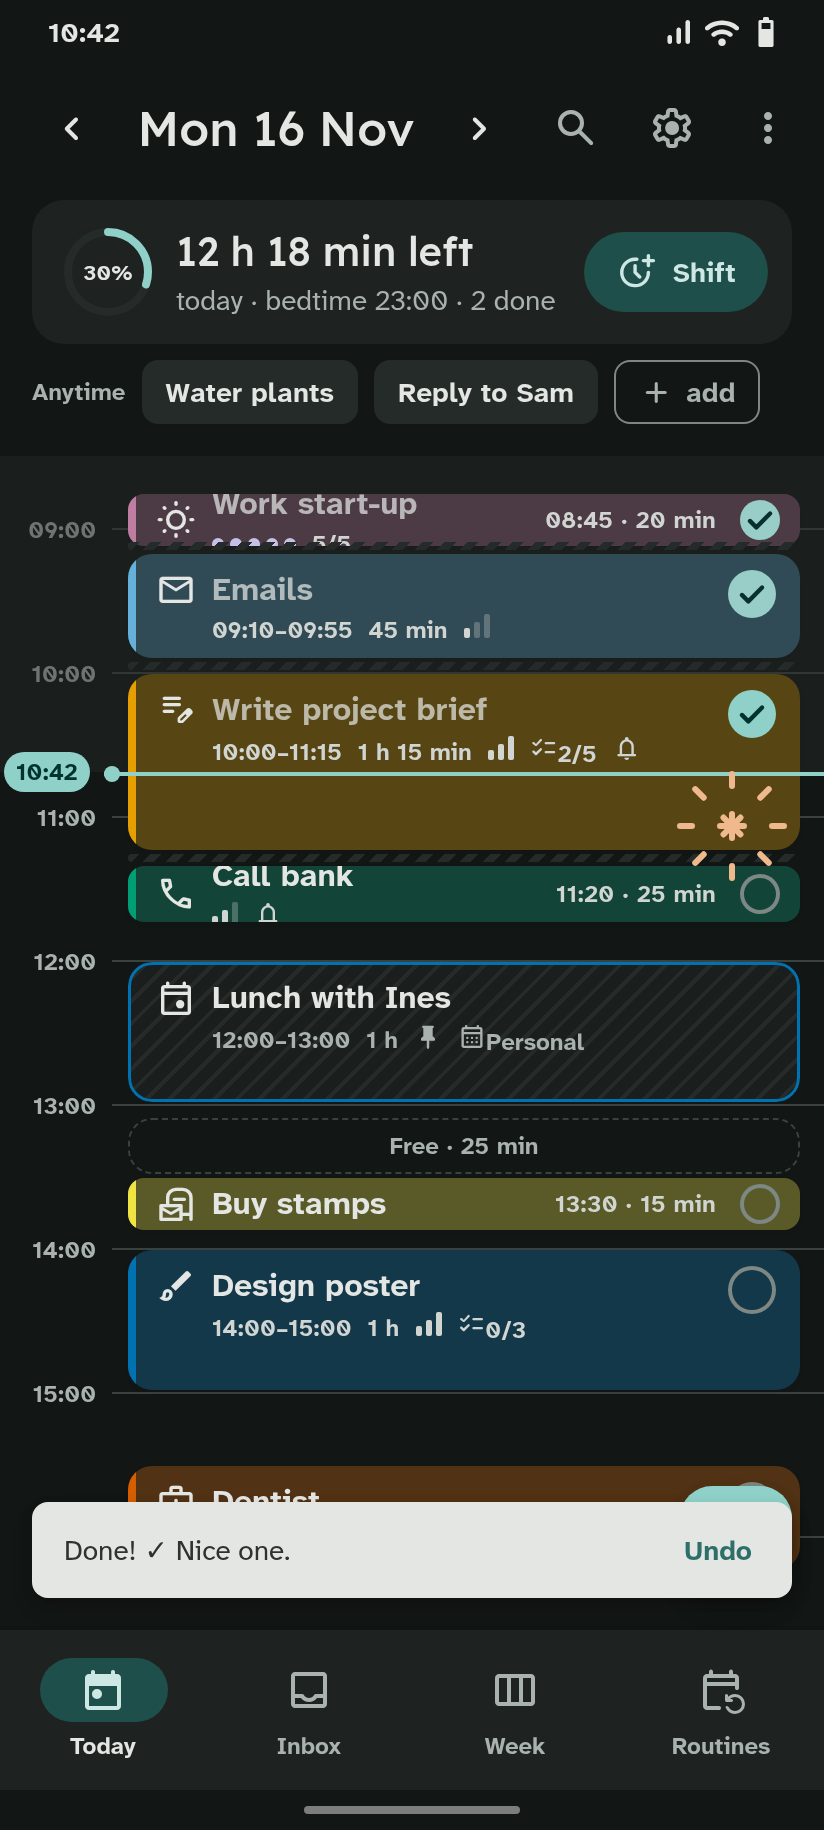 10:42
Mon 16 Nov
30%
12 h 18 min left
today · bedtime 23:00 · 2 done
Shift
Anytime
Water plants
Reply to Sam
+ add
09:00
Work start-up
08:45 · 20 min
5/5
Emails
09:10–09:55 45 min
10:00
Write project brief
10:00–11:15 1 h 15 min 2/5
10:42
11:00
Call bank
11:20 · 25 min
12:00
Lunch with Ines
12:00–13:00 1 h Personal
13:00
Free · 25 min
Buy stamps
13:30 · 15 min
14:00
Design poster
14:00–15:00 1 h 0/3
15:00
Dentist
Done! ✓ Nice one.
Undo
Today
Inbox
Week
Routines